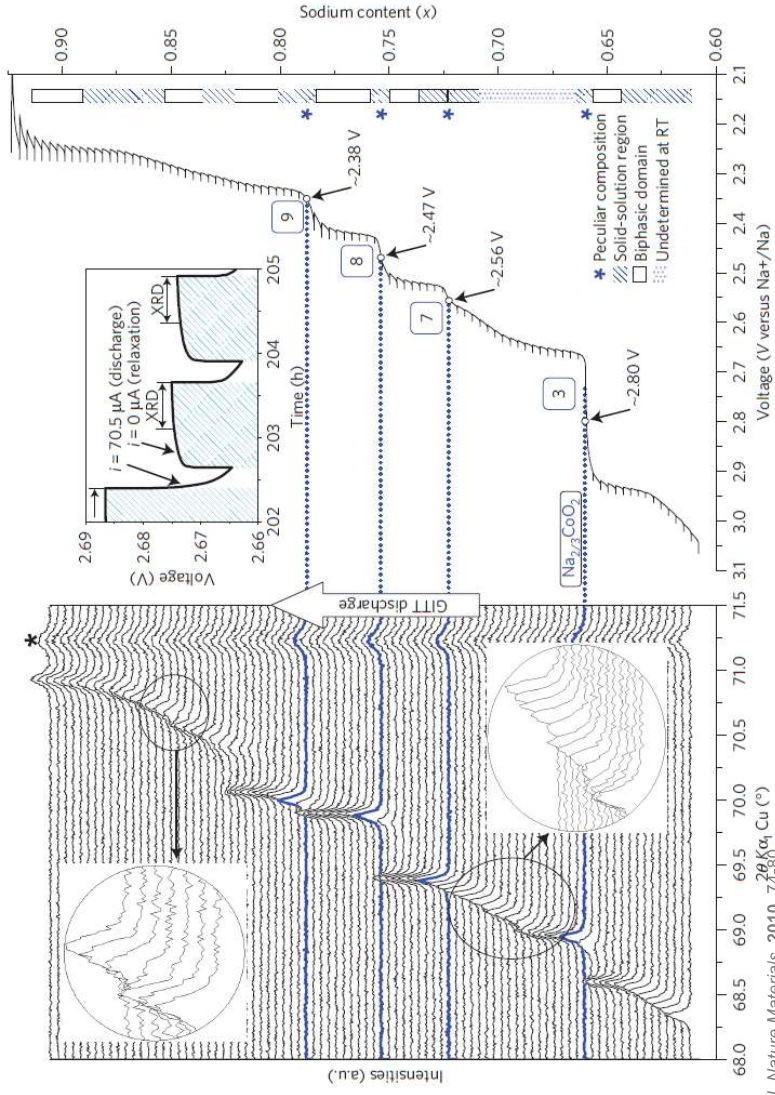 Sodium content (x)
0.90
0.85
0.80
0.75
0.70
0.65
0.60
2.1
2.2
2.3
2.4
2.5
2.6
2.7
2.8
2.9
3.0
3.1
Voltage (V versus Na+/Na)
* Peculiar composition
Solid-solution region
Biphasic domain
Undetermined at RT
~2.38 V
~2.47 V
~2.56 V
~2.80 V
9
8
7
3
Na2/3CoO2
i = 70.5 µA (discharge)
i = 0 µA (relaxation)
XRD
XRD
2.69
2.68
2.67
2.66
Voltage (V)
202
203
204
205
Time (h)
GITT discharge
*
Intensities (a.u.)
68.0
68.5
69.0
69.5
70.0
70.5
71.0
71.5
2θ Kα1 Cu (°)
Nature Materials, 2010, 74-80